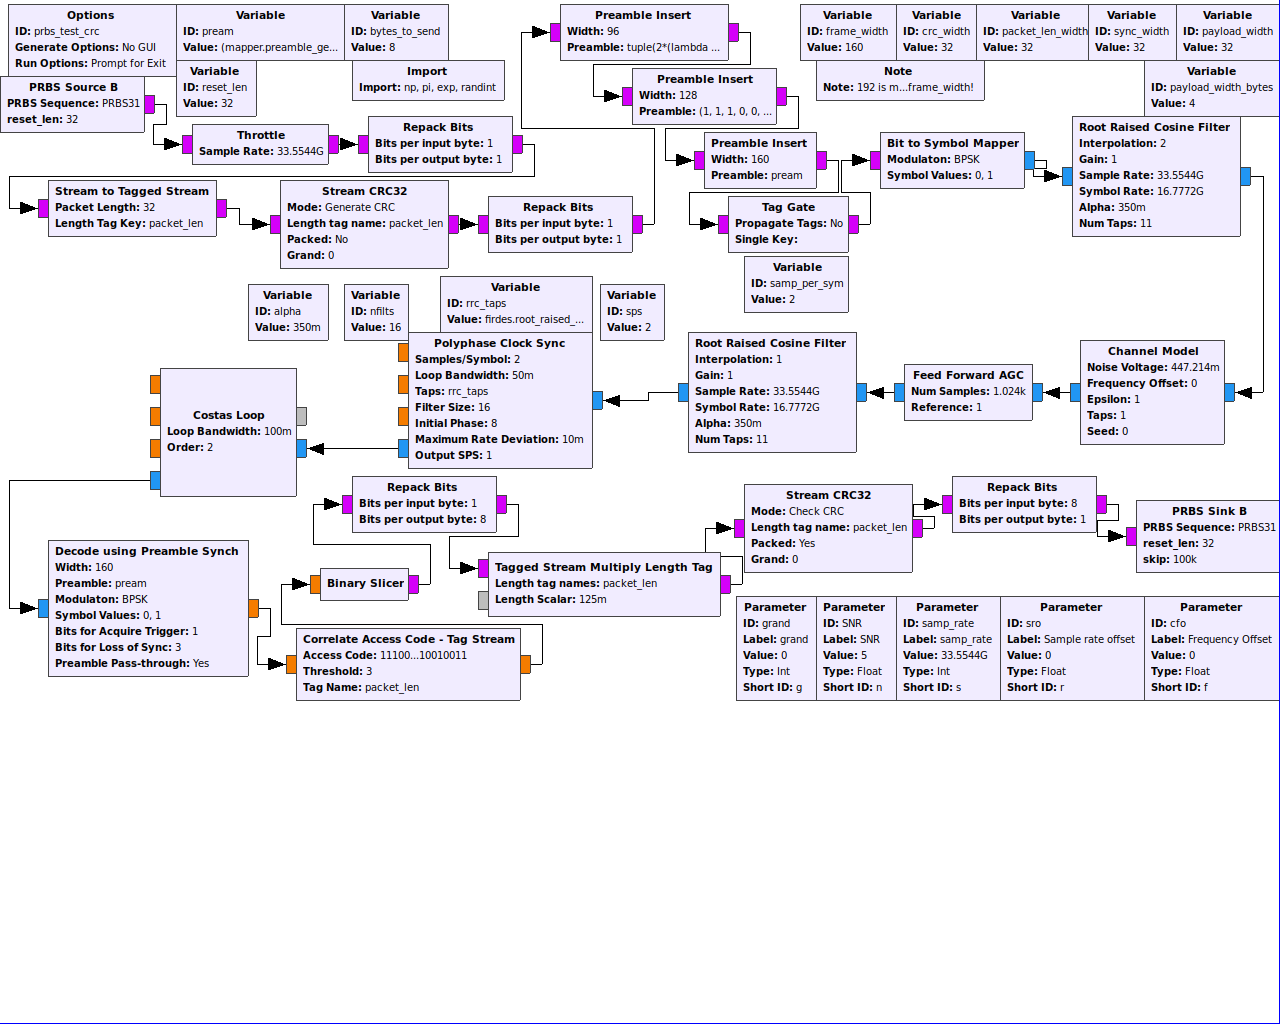 Options
ID: prbs_test_crc
Generate Options: No GUI
Run Options: Prompt for Exit
Variable
ID: pream
Value: (mapper.preamble_ge...
Variable
ID: bytes_to_send
Value: 8
Variable
ID: reset_len
Value: 32
Import
Import: np, pi, exp, randint
PRBS Source B
PRBS Sequence: PRBS31
reset_len: 32
Throttle
Sample Rate: 33.5544G
Repack Bits
Bits per input byte: 1
Bits per output byte: 1
Stream to Tagged Stream
Packet Length: 32
Length Tag Key: packet_len
Stream CRC32
Mode: Generate CRC
Length tag name: packet_len
Packed: No
Grand: 0
Repack Bits
Bits per input byte: 1
Bits per output byte: 1
Preamble Insert
Width: 96
Preamble: tuple(2*(lambda ...
Preamble Insert
Width: 128
Preamble: (1, 1, 1, 0, 0, ...
Preamble Insert
Width: 160
Preamble: pream
Tag Gate
Propagate Tags: No
Single Key:
Variable
ID: samp_per_sym
Value: 2
Variable
ID: frame_width
Value: 160
Variable
ID: crc_width
Value: 32
Variable
ID: packet_len_width
Value: 32
Variable
ID: sync_width
Value: 32
Variable
ID: payload_width
Value: 32
Note
Note: 192 is m...frame_width!
Variable
ID: payload_width_bytes
Value: 4
Bit to Symbol Mapper
Modulaton: BPSK
Symbol Values: 0, 1
Root Raised Cosine Filter
Interpolation: 2
Gain: 1
Sample Rate: 33.5544G
Symbol Rate: 16.7772G
Alpha: 350m
Num Taps: 11
Variable
ID: alpha
Value: 350m
Variable
ID: nfilts
Value: 16
Variable
ID: rrc_taps
Value: firdes.root_raised_...
Variable
ID: sps
Value: 2
Channel Model
Noise Voltage: 447.214m
Frequency Offset: 0
Epsilon: 1
Taps: 1
Seed: 0
Feed Forward AGC
Num Samples: 1.024k
Reference: 1
Root Raised Cosine Filter
Interpolation: 1
Gain: 1
Sample Rate: 33.5544G
Symbol Rate: 16.7772G
Alpha: 350m
Num Taps: 11
Polyphase Clock Sync
Samples/Symbol: 2
Loop Bandwidth: 50m
Taps: rrc_taps
Filter Size: 16
Initial Phase: 8
Maximum Rate Deviation: 10m
Output SPS: 1
Costas Loop
Loop Bandwidth: 100m
Order: 2
Decode using Preamble Synch
Width: 160
Preamble: pream
Modulaton: BPSK
Symbol Values: 0, 1
Bits for Acquire Trigger: 1
Bits for Loss of Sync: 3
Preamble Pass-through: Yes
Correlate Access Code - Tag Stream
Access Code: 11100...10010011
Threshold: 3
Tag Name: packet_len
Binary Slicer
Repack Bits
Bits per input byte: 1
Bits per output byte: 8
Tagged Stream Multiply Length Tag
Length tag names: packet_len
Length Scalar: 125m
Stream CRC32
Mode: Check CRC
Length tag name: packet_len
Packed: Yes
Grand: 0
Repack Bits
Bits per input byte: 8
Bits per output byte: 1
PRBS Sink B
PRBS Sequence: PRBS31
reset_len: 32
skip: 100k
Parameter
ID: grand
Label: grand
Value: 0
Type: Int
Short ID: g
Parameter
ID: SNR
Label: SNR
Value: 5
Type: Float
Short ID: n
Parameter
ID: samp_rate
Label: samp_rate
Value: 33.5544G
Type: Int
Short ID: s
Parameter
ID: sro
Label: Sample rate offset
Value: 0
Type: Float
Short ID: r
Parameter
ID: cfo
Label: Frequency Offset
Value: 0
Type: Float
Short ID: f